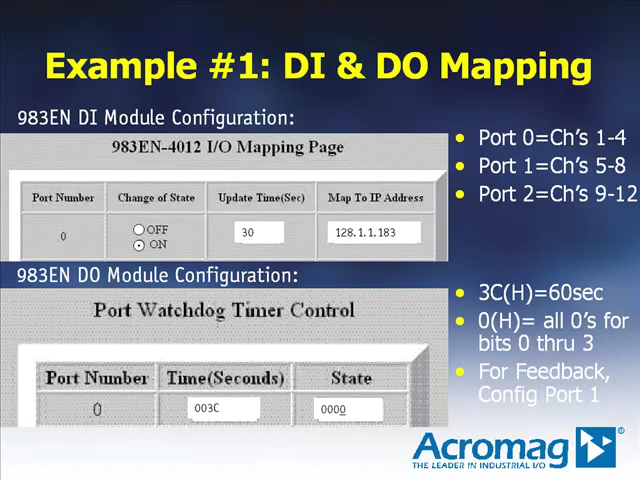 Example #1: DI & DO Mapping
983EN DI Module Configuration:
983EN-4012 I/O Mapping Page
Port Number Change of State Update Time(Sec) Map To IP Address
0 OFF ON 30 128.1.1.183
• Port 0=Ch's 1-4
• Port 1=Ch's 5-8
• Port 2=Ch's 9-12
983EN DO Module Configuration:
Port Watchdog Timer Control
Port Number Time(Seconds) State
0 003C 0000
• 3C(H)=60sec
• 0(H)= all 0's for
bits 0 thru 3
• For Feedback,
Config Port 1
Acromag ®
THE LEADER IN INDUSTRIAL I/O